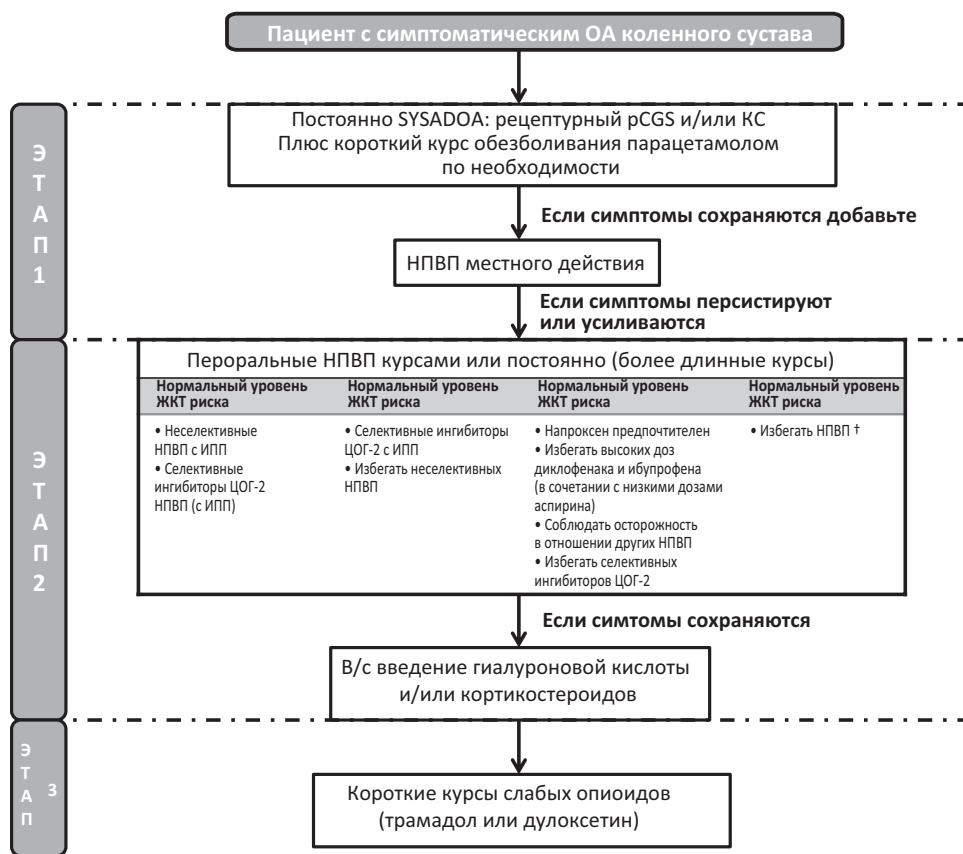 Пациент с симптоматическим ОА коленного сустава
ЭТАП 1
Постоянно SYSADOA: рецептурный pCGS и/или КС
Плюс короткий курс обезболивания парацетамолом
по необходимости
Если симптомы сохраняются добавьте
НПВП местного действия
Если симптомы персистируют
или усиливаются
ЭТАП 2
Пероральные НПВП курсами или постоянно (более длинные курсы)
Нормальный уровень
ЖКТ риска
• Неселективные
НПВП с ИПП
• Селективные
ингибиторы ЦОГ-2
НПВП (с ИПП)
Нормальный уровень
ЖКТ риска
• Селективные ингибиторы
ЦОГ-2 с ИПП
• Избегать неселективных
НПВП
Нормальный уровень
ЖКТ риска
• Напроксен предпочтителен
• Избегать высоких доз
диклофенака и ибупрофена
(в сочетании с низкими дозами
аспирина)
• Соблюдать осторожность
в отношении других НПВП
• Избегать селективных
ингибиторов ЦОГ-2
Нормальный уровень
ЖКТ риска
• Избегать НПВП †
Если симтомы сохраняются
В/с введение гиалуроновой кислоты
и/или кортикостероидов
ЭТАП 3
Короткие курсы слабых опиоидов
(трамадол или дулоксетин)